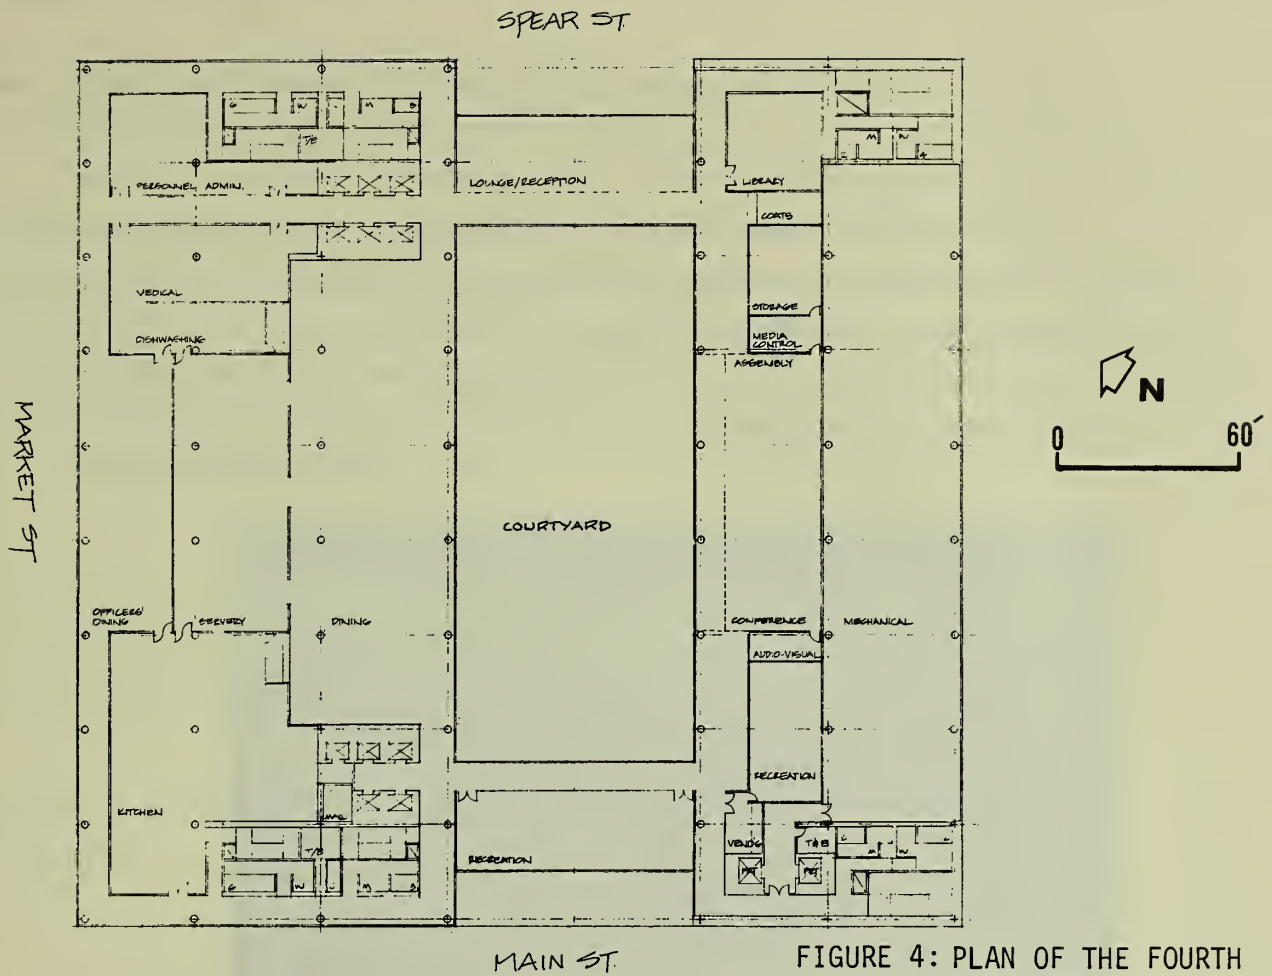 SPEAR ST.
G
W
M
S
T/E
PERSONNEL ADMIN.
LOUNGE/RECEPTION
LIBRARY
COATS
M
W
MEDICAL
STORAGE
DISHWASHING
MEDIA
CONTROL
ASSEMBLY
N
0
60'
MARKET ST
COURTYARD
OFFICERS'
DINING
SERVERY
DINING
CONFERENCE
MECHANICAL
AUDIO-VISUAL
RECREATION
KITCHEN
MAIL
T/E
RECREATION
VEND'G
T&E
M
W
G
W
M
S
MAIN ST.
FIGURE 4: PLAN OF THE FOURTH